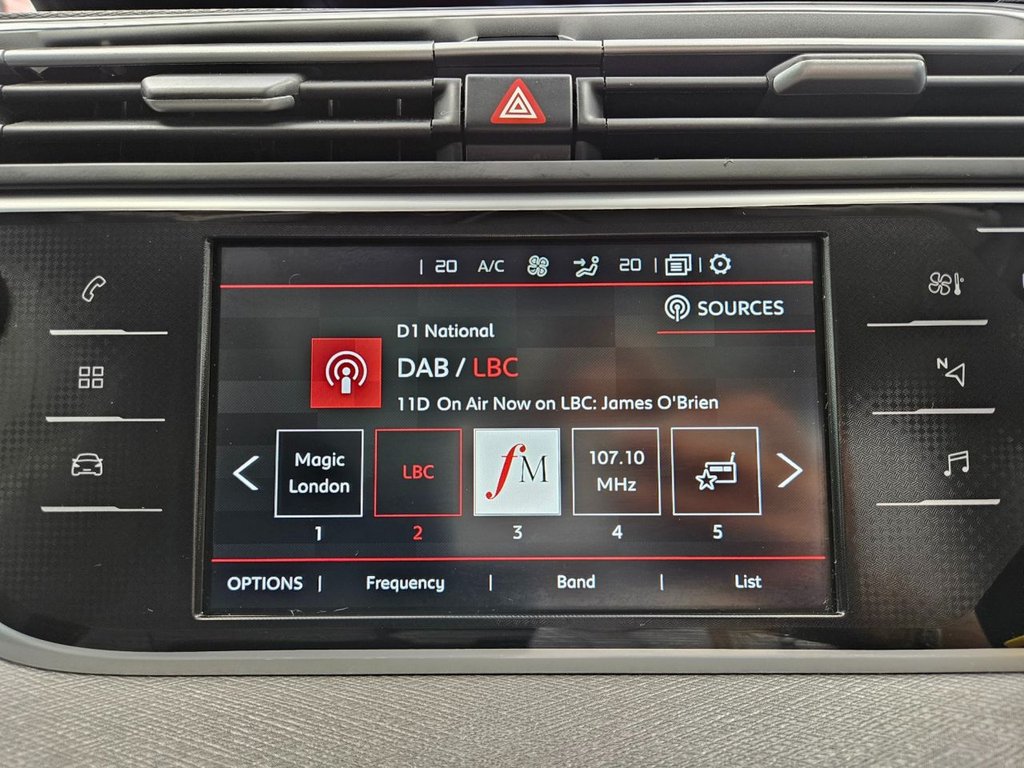 20 A/C 20
SOURCES
D1 National
DAB / LBC
11D On Air Now on LBC: James O'Brien
Magic
London
LBC
fM
107.10
MHz
1 2 3 4 5
OPTIONS | Frequency | Band | List
N